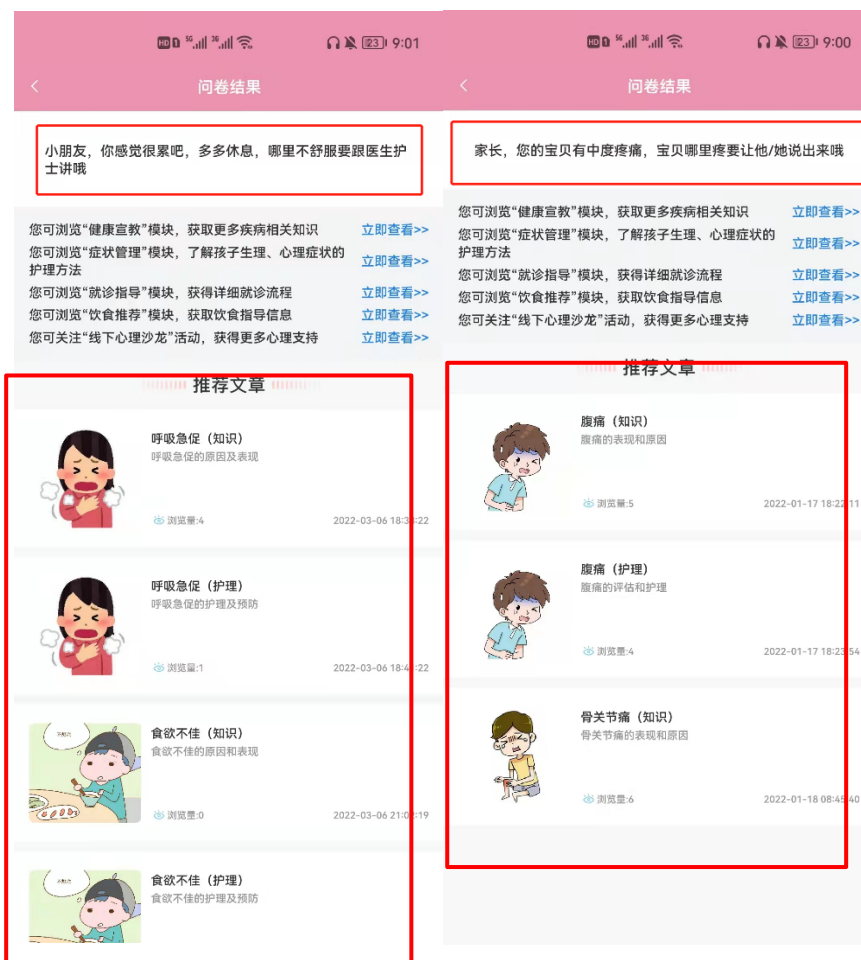 HD 5G 3G 23 9:01
问卷结果
小朋友，你感觉很累吧，多多休息，哪里不舒服要跟医生护
士讲哦
您可浏览“健康宣教”模块，获取更多疾病相关知识 立即查看>>
您可浏览“症状管理”模块，了解孩子生理、心理症状的
护理方法 立即查看>>
您可浏览“就诊指导”模块，获得详细就诊流程 立即查看>>
您可浏览“饮食推荐”模块，获取饮食指导信息 立即查看>>
您可关注“线下心理沙龙”活动，获得更多心理支持 立即查看>>
推荐文章
呼吸急促（知识）
呼吸急促的原因及表现
浏览量:4
呼吸急促（护理）
呼吸急促的护理及预防
浏览量:1
食欲不佳（知识）
食欲不佳的原因和表现
浏览量:0
食欲不佳（护理）
食欲不佳的护理及预防
HD 5G 3G 23 9:00
问卷结果
家长，您的宝贝有中度疼痛，宝贝哪里疼要让他/她说出来哦
您可浏览“健康宣教”模块，获取更多疾病相关知识 立即查看>>
您可浏览“症状管理”模块，了解孩子生理、心理症状的
护理方法 立即查看>>
您可浏览“就诊指导”模块，获得详细就诊流程 立即查看>>
您可浏览“饮食推荐”模块，获取饮食指导信息 立即查看>>
您可关注“线下心理沙龙”活动，获得更多心理支持 立即查看>>
推荐文章
腹痛（知识）
腹痛的表现和原因
浏览量:5 2022-01-17 18:22:11
腹痛（护理）
腹痛的评估和护理
浏览量:4 2022-01-17 18:23:54
骨关节痛（知识）
骨关节痛的表现和原因
浏览量:6 2022-01-18 08:45:40